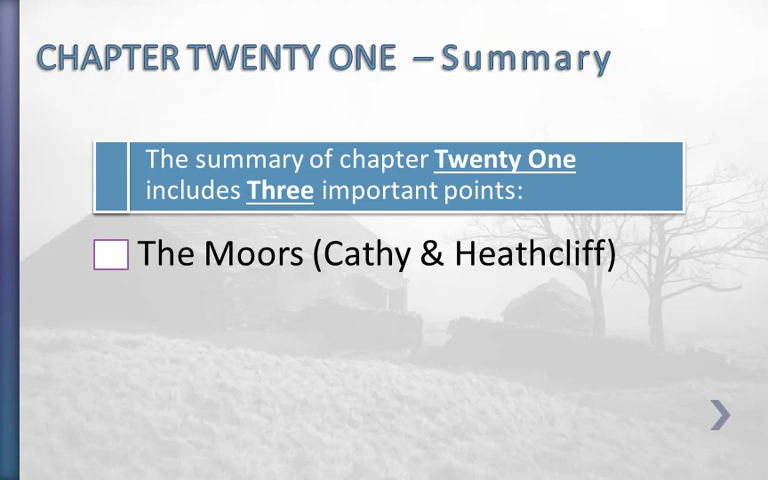 CHAPTER TWENTY ONE – Summary
The summary of chapter Twenty One
includes Three important points:
The Moors (Cathy & Heathcliff)